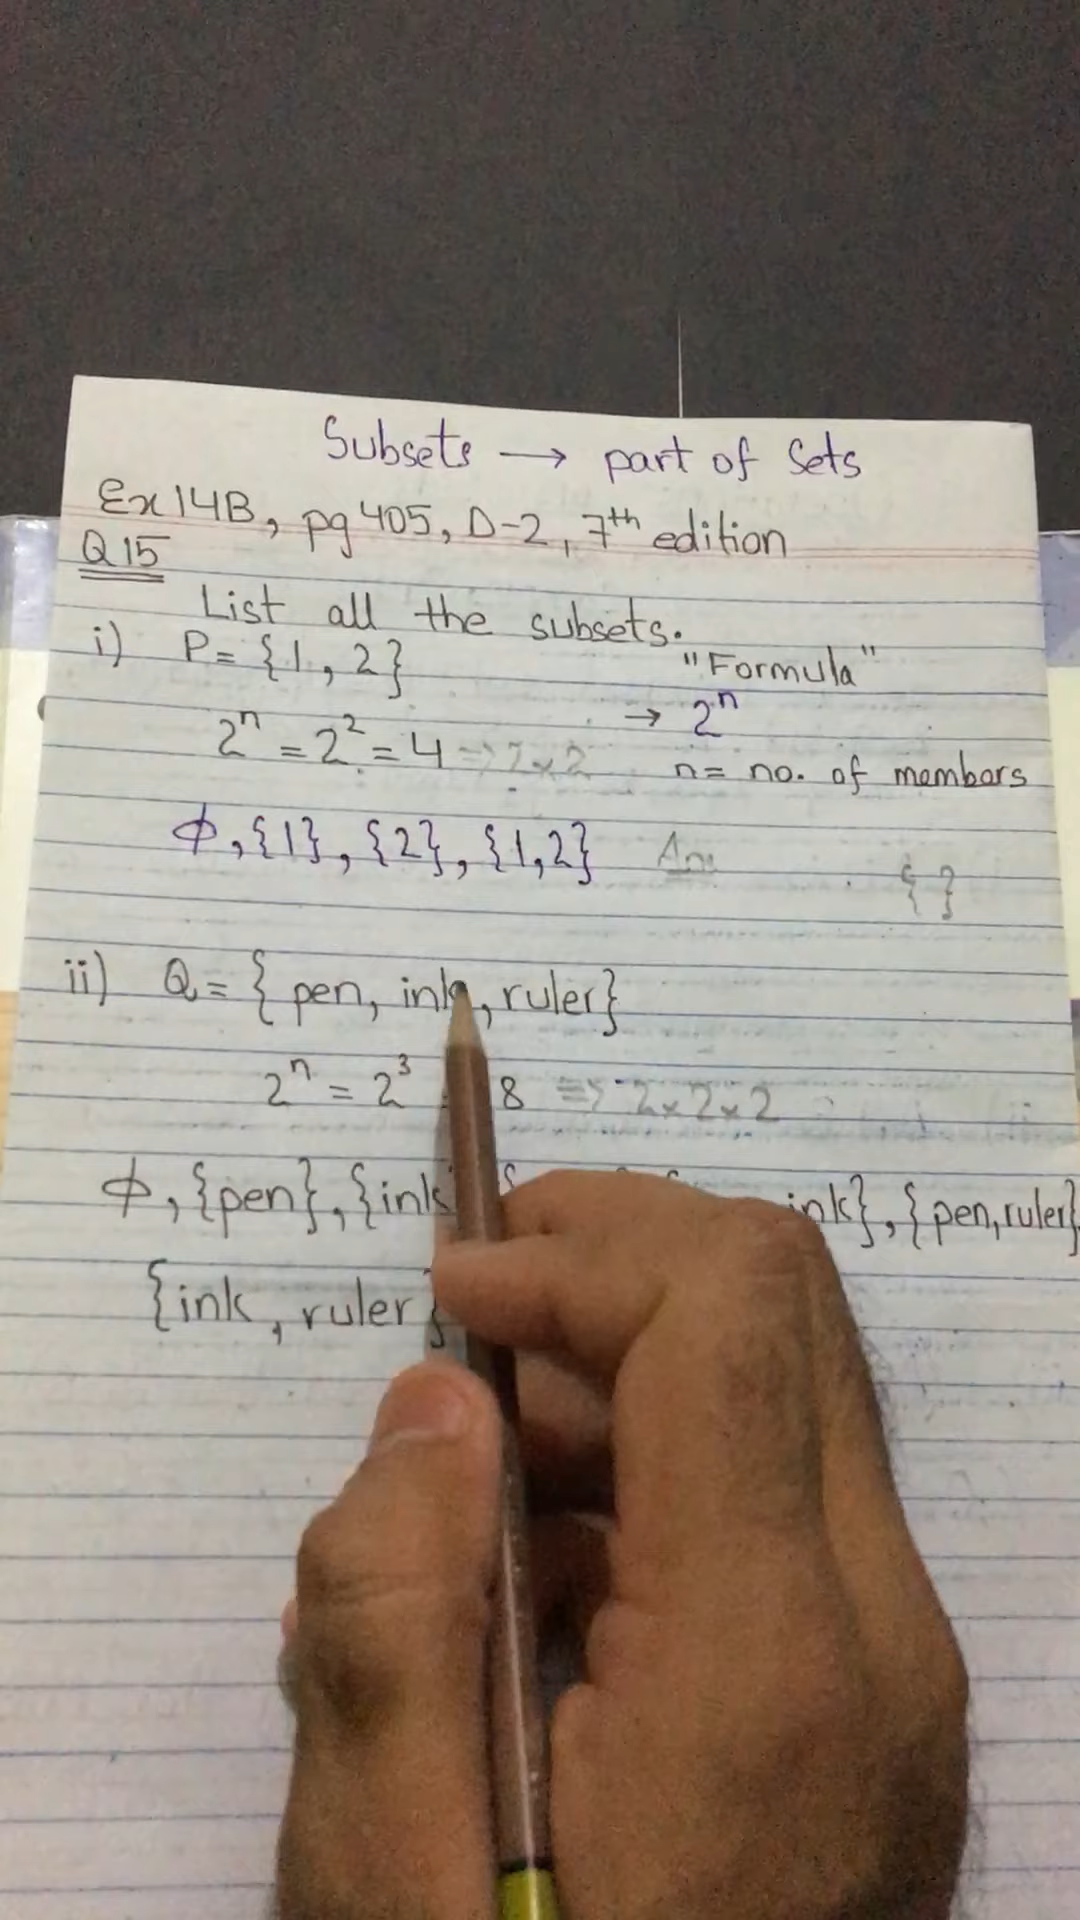 Subsets → part of Sets
Ex 14B, pg 405, D-2, 7th edition
Q15
List all the subsets.
i) P = {1, 2}
"Formula"
→ 2ⁿ
2ⁿ = 2² = 4 ⇒ 2×2
n = no. of members
ϕ, {1}, {2}, {1,2} Ans
{ }
ii) Q = { pen, ink, ruler}
2ⁿ = 2³ 8 ⇒ 2×2×2
ϕ, {pen}, {ink ink}, {pen, ruler}
{ink, ruler}